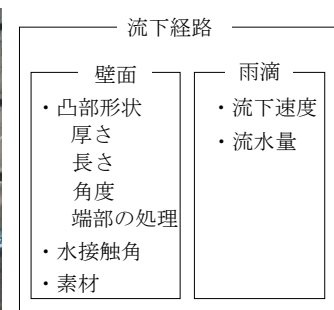 流下経路
壁面
・凸部形状
厚さ
長さ
角度
端部の処理
・水接触角
・素材
雨滴
・流下速度
・流水量